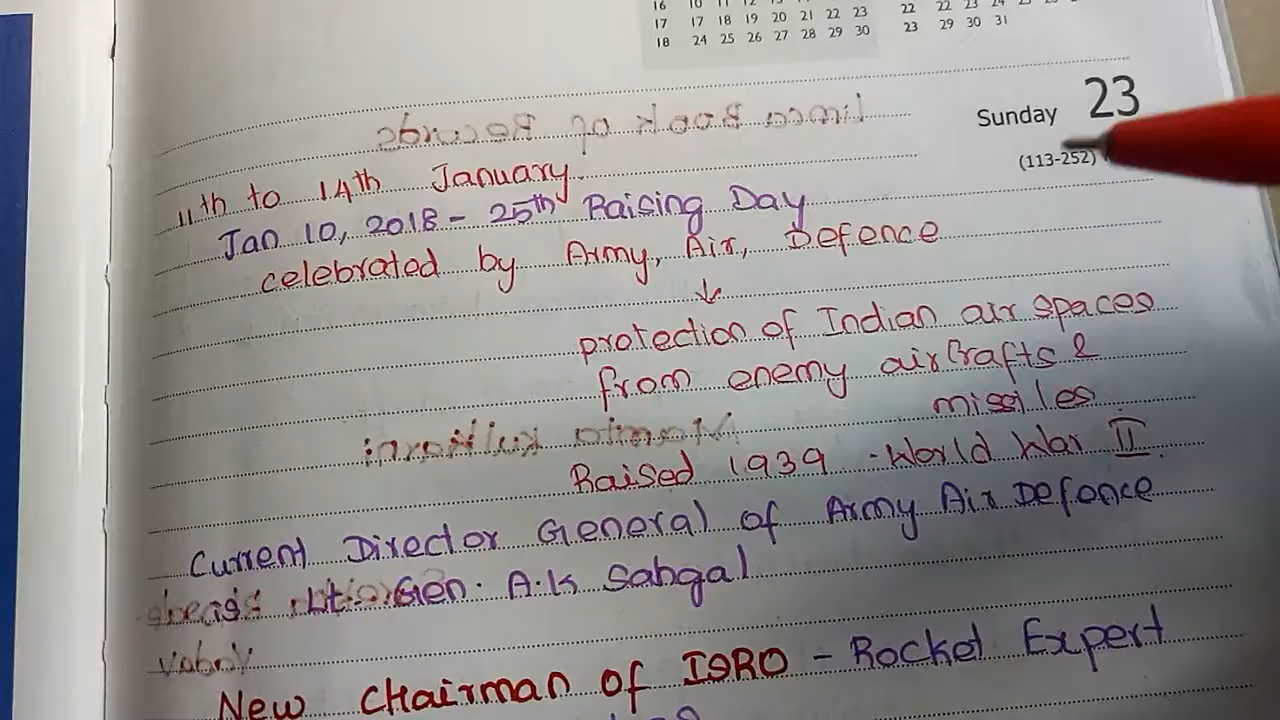 16 10 11 12
17 17 18 19 20 21 22 23
18 24 25 26 27 28 29 30
22 22 23 24
23 29 30 31
Sunday 23
(113-252)
11th to 14th January
Jan 10, 2018 - 25th Raising Day
celebrated by Army, Air, Defence
↓
protection of Indian air spaces
from enemy aircrafts &
missiles
Raised 1939 - World War II
Current Director General of Army Air Defence
is Lt. Gen. A.K Sahgal
New Chairman of ISRO - Rocket Expert